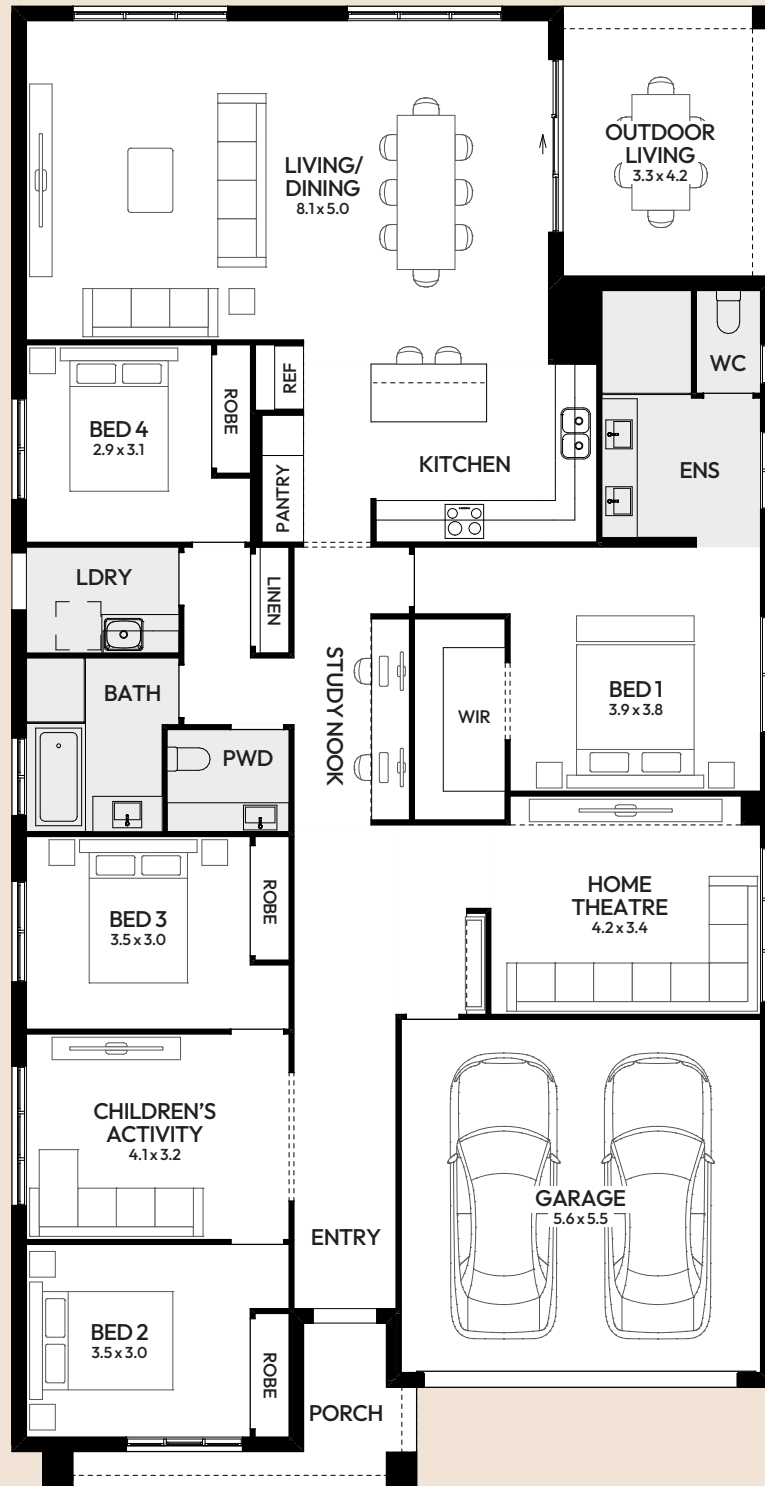 LIVING/
DINING
8.1 x 5.0
OUTDOOR
LIVING
3.3 x 4.2
WC
REF
ROBE
BED 4
2.9 x 3.1
KITCHEN
ENS
PANTRY
LDRY
LINEN
STUDY NOOK
BATH
BED 1
3.9 x 3.8
WIR
PWD
HOME
THEATRE
4.2 x 3.4
ROBE
BED 3
3.5 x 3.0
CHILDREN'S
ACTIVITY
4.1 x 3.2
GARAGE
5.6 x 5.5
ENTRY
BED 2
3.5 x 3.0
ROBE
PORCH